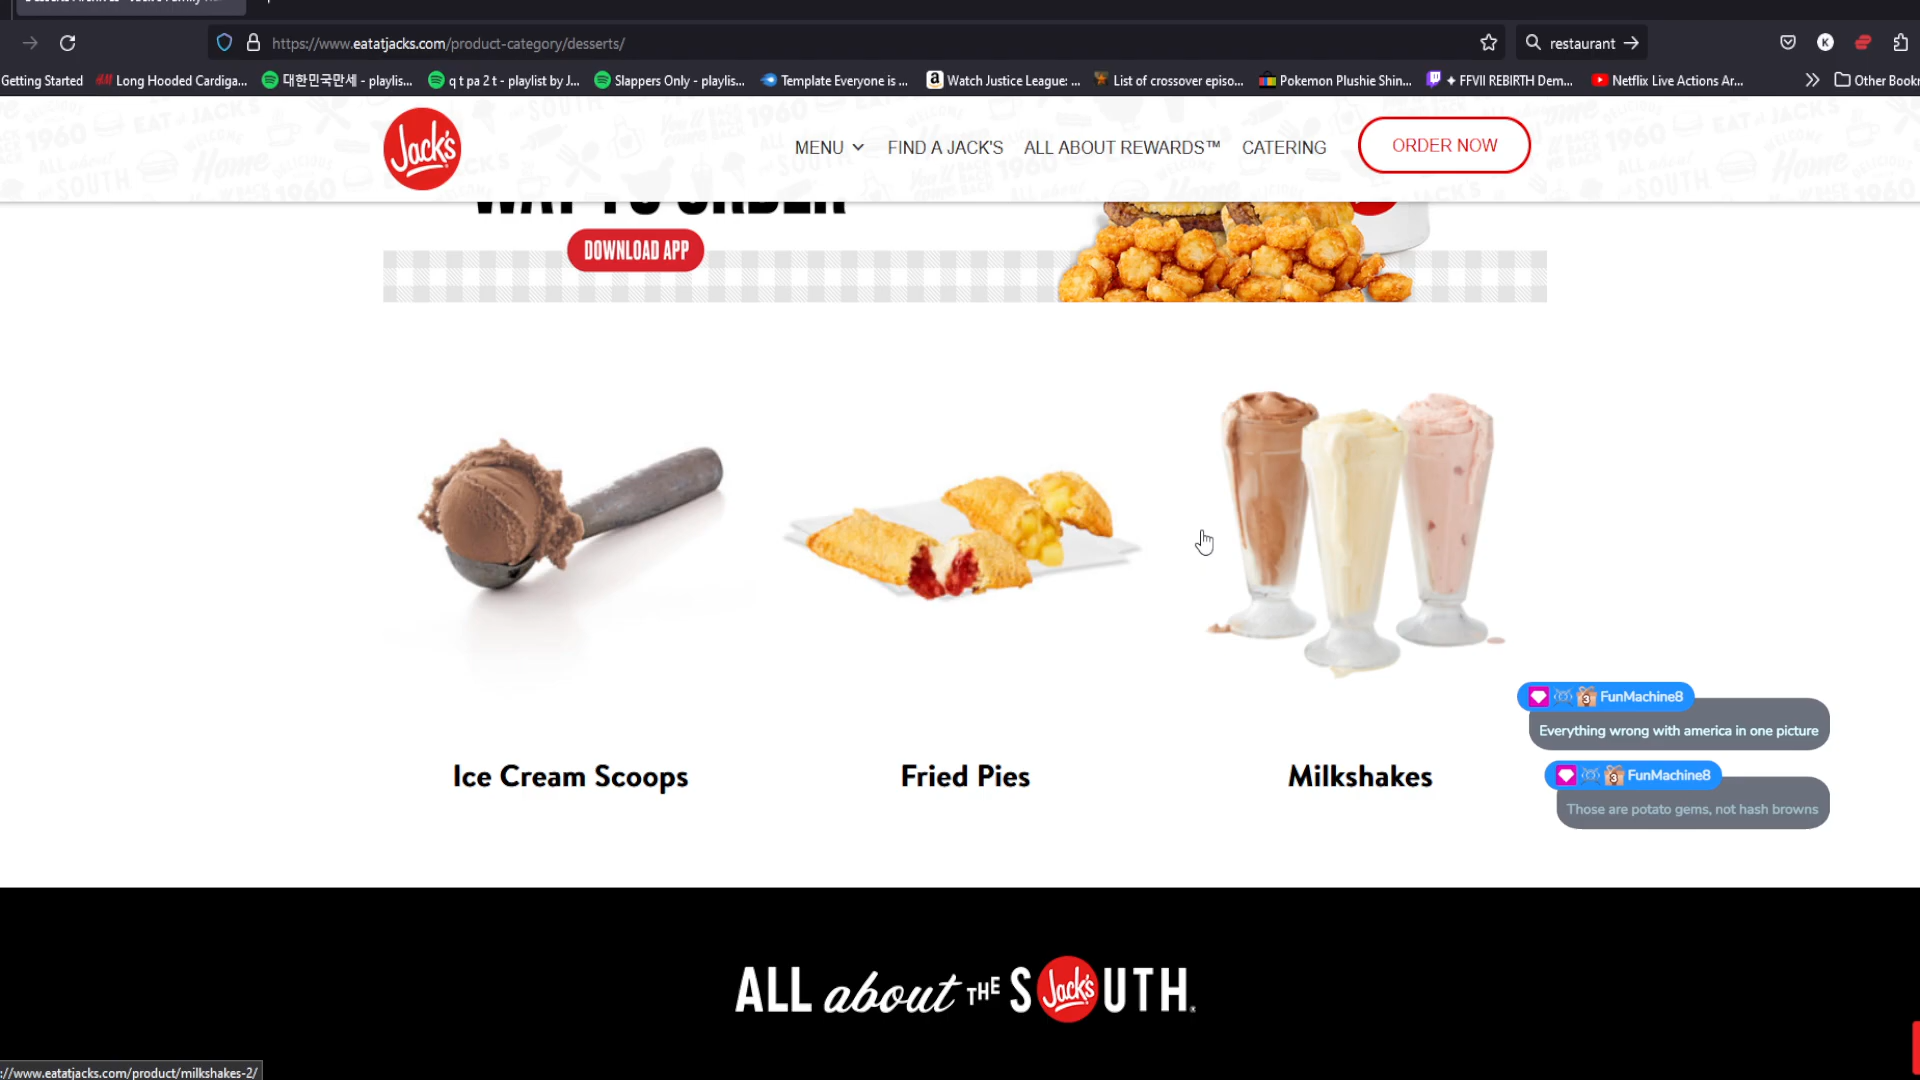 https://www.eatatjacks.com/product-category/desserts/
restaurant
Getting Started
Long Hooded Cardiga...
대한민국만세 - playlis...
q t pa 2 t - playlist by J...
Slappers Only - playlis...
Template Everyone is ...
Watch Justice League: ...
List of crossover episo...
Pokemon Plushie Shin...
✦ FFVII REBIRTH Dem...
Netflix Live Actions Ar...
Other Bookr
Jack's
MENU
FIND A JACK'S
ALL ABOUT REWARDS™
CATERING
ORDER NOW
WAY TO ORDER
DOWNLOAD APP
FunMachine8
Everything wrong with america in one picture
Ice Cream Scoops
Fried Pies
Milkshakes
FunMachine8
Those are potato gems, not hash browns
ALL about THE S Jack's UTH.
://www.eatatjacks.com/product/milkshakes-2/